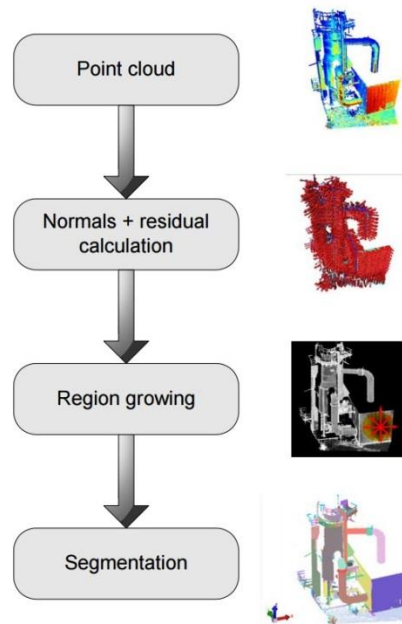 Point cloud
Normals + residual
calculation
Region growing
Segmentation